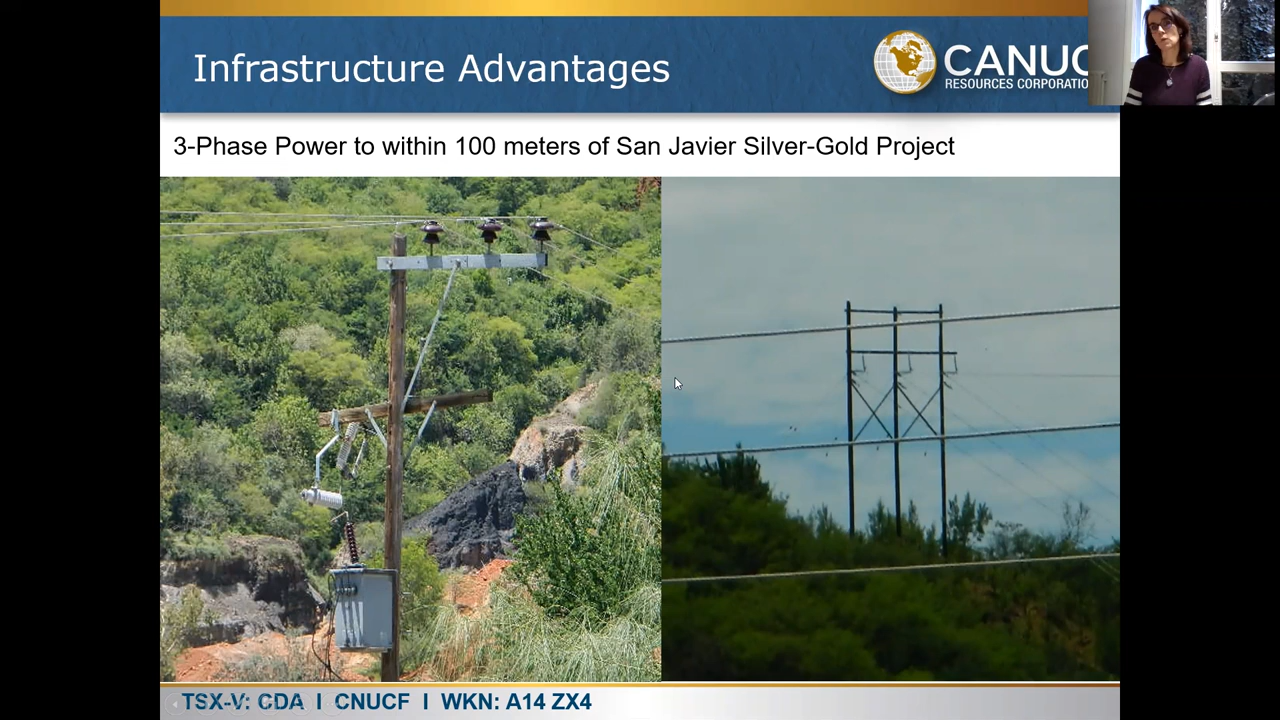 Infrastructure Advantages
CANUC
RESOURCES CORPORATIO
3-Phase Power to within 100 meters of San Javier Silver-Gold Project
TSX-V: CDA I CNUCF I WKN: A14 ZX4